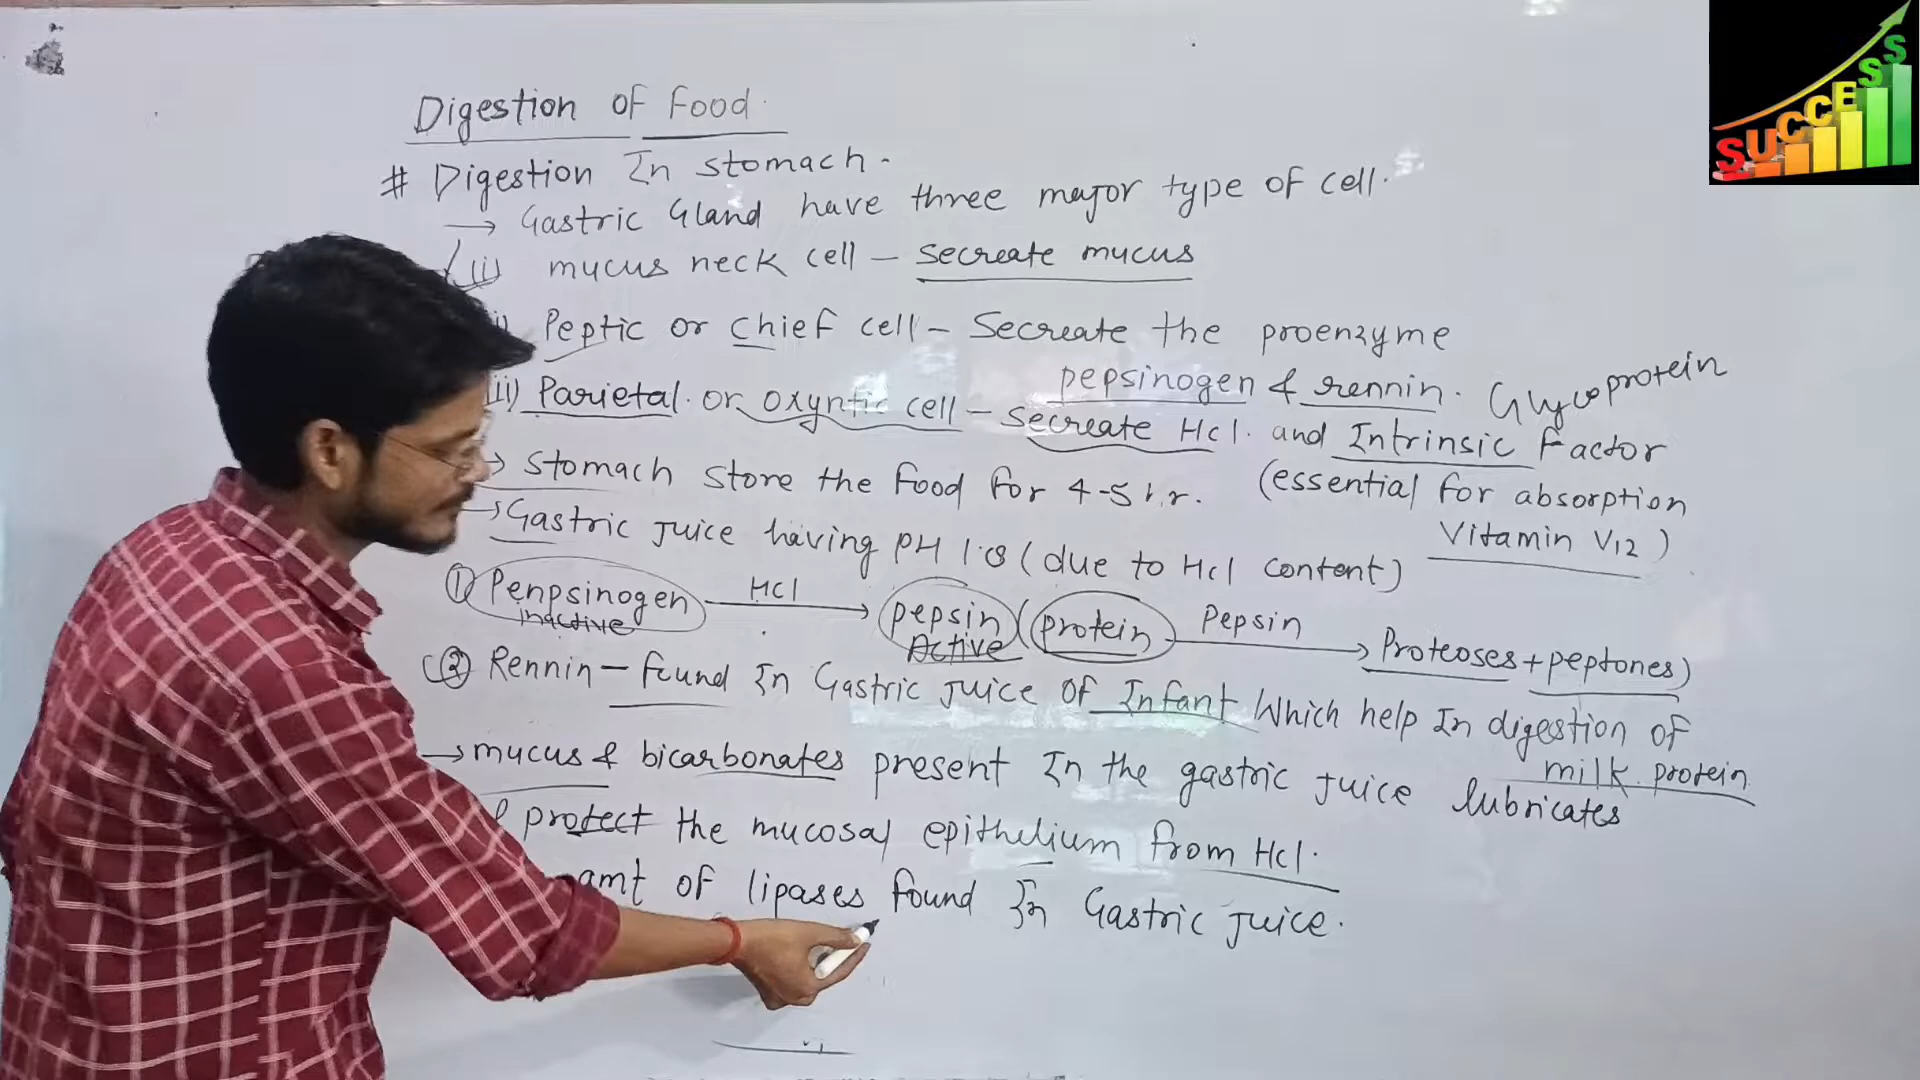 Digestion of Food
# Digestion In stomach.
→ Gastric Gland have three major type of cell.
(i) mucus neck cell - Secreate mucus
Peptic or chief cell - Secreate the proenzyme
pepsinogen & rennin.
iii) Parietal or oxyntic cell - Secreate Hcl. and Intrinsic Factor
Glycoprotein
(essential for absorption
Vitamin V12)
→ Stomach store the food for 4-5 hr.
→ Gastric Juice having PH 1.8 (due to Hcl content)
① Penpsinogen Hcl → pepsin (protein Pepsin → Proteoses + peptones)
inactive
Active
② Rennin - found In Gastric Juice of Infant Which help In digestion of
milk protein
→ mucus & bicarbonates present In the gastric Juice lubricates
protect the mucosal epithelium from Hcl.
amt of lipases found In Gastric Juice.
SUCCESS